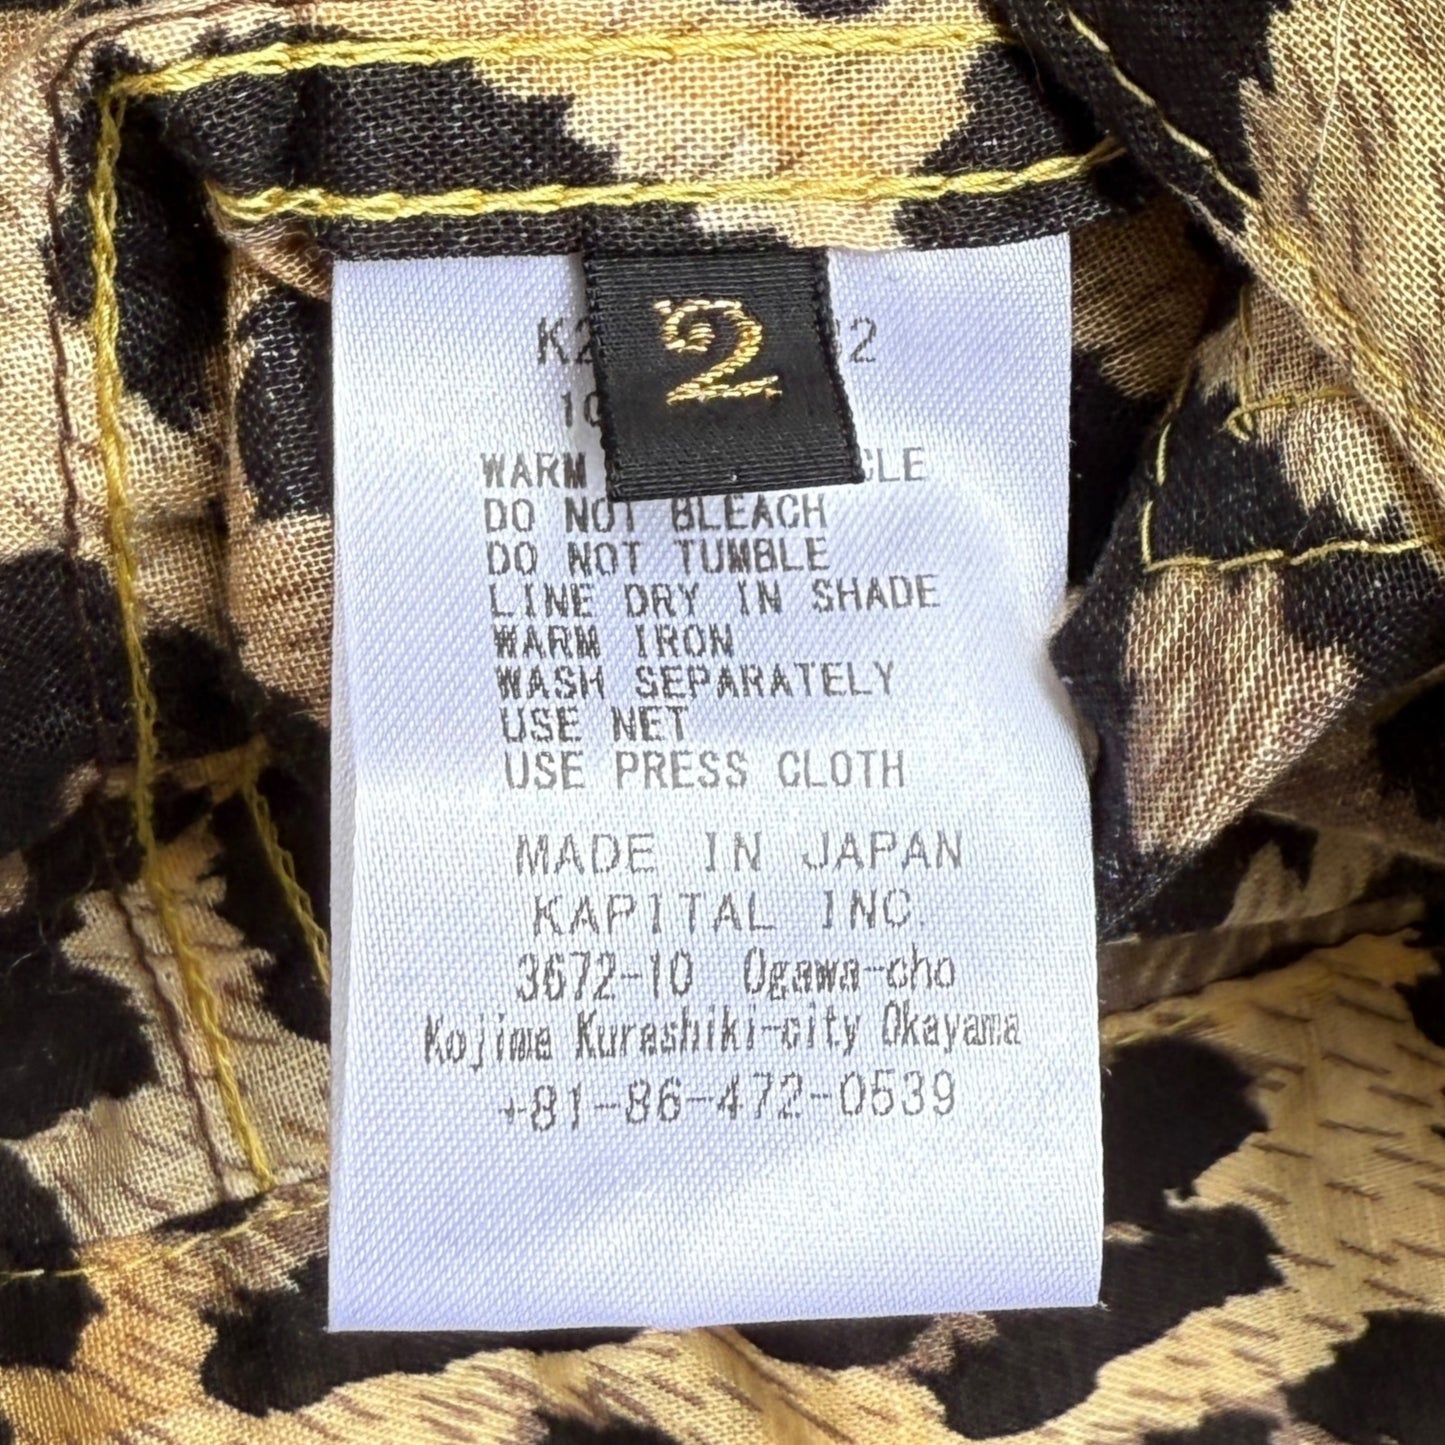 2
WARM CLE
DO NOT BLEACH
DO NOT TUMBLE
LINE DRY IN SHADE
WARM IRON
WASH SEPARATELY
USE NET
USE PRESS CLOTH
MADE IN JAPAN
KAPITAL INC.
3672-10 Ogawa-cho
Kojima Kurashiki-city Okayama
+81-86-472-0539